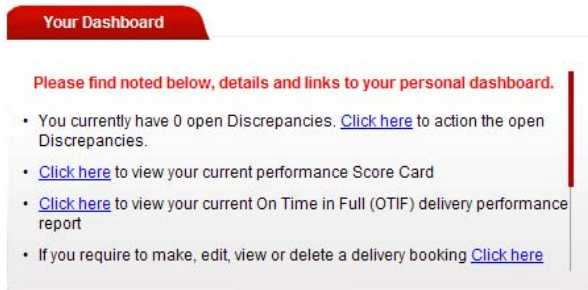 Your Dashboard
Please find noted below, details and links to your personal dashboard.
• You currently have 0 open Discrepancies. Click here to action the open
Discrepancies.
• Click here to view your current performance Score Card
• Click here to view your current On Time in Full (OTIF) delivery performance
report
• If you require to make, edit, view or delete a delivery booking Click here